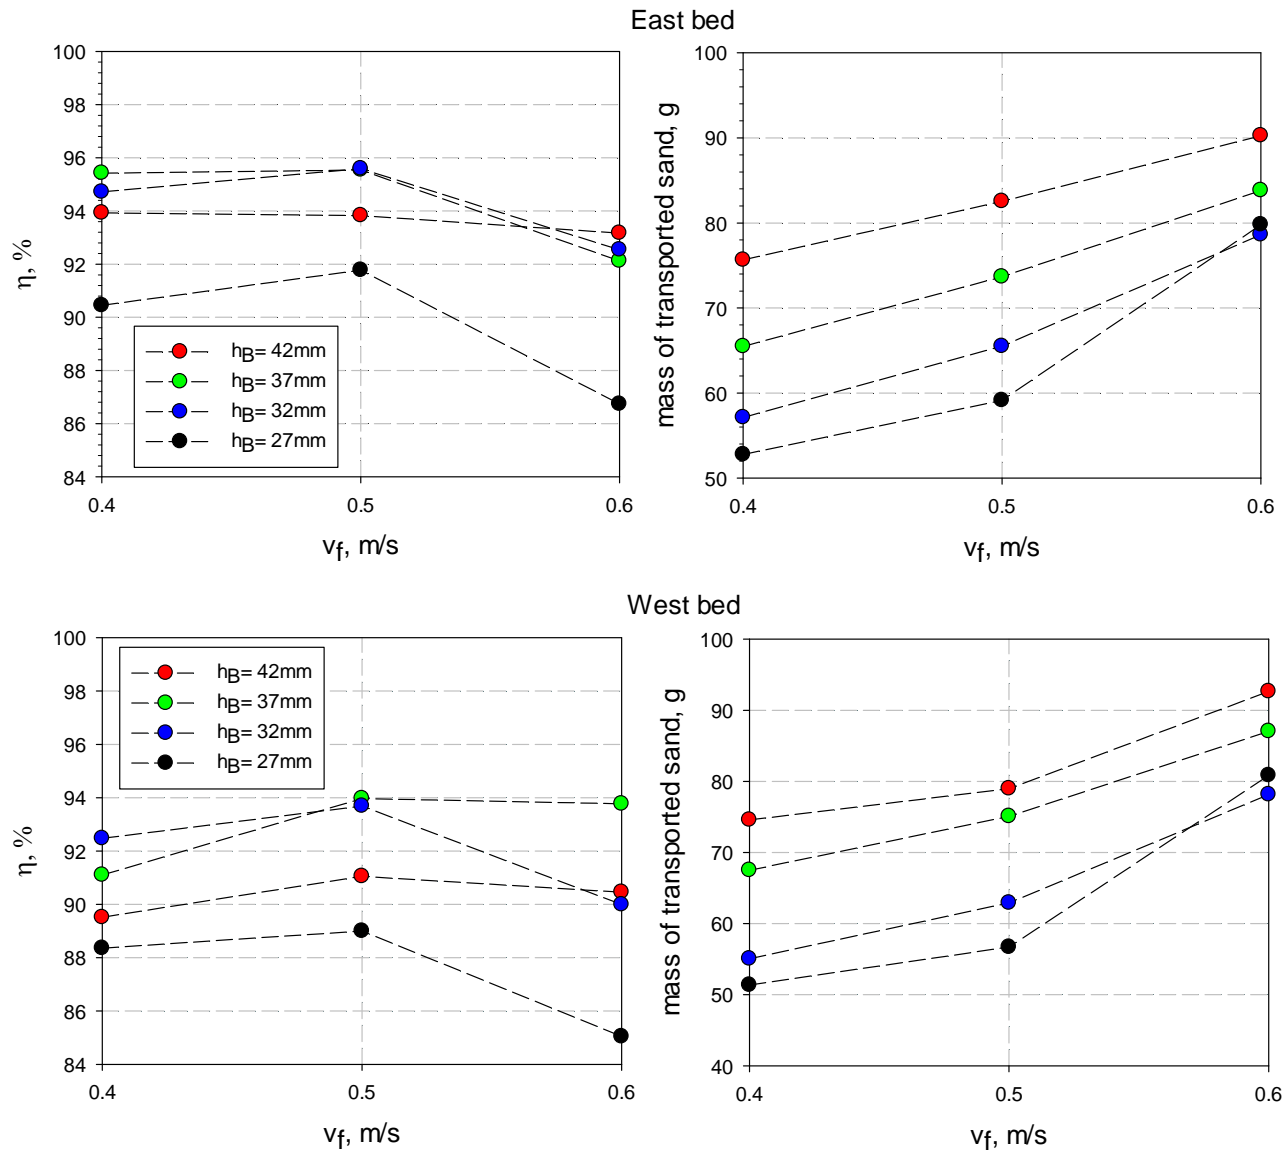 East bed
100
98
96
94
92
90
88
86
84
η, %
hB= 42mm
hB= 37mm
hB= 32mm
hB= 27mm
0.4 0.5 0.6
vf, m/s
100
90
80
70
60
50
mass of transported sand, g
0.4 0.5 0.6
vf, m/s
West bed
100
98
96
94
92
90
88
86
84
η, %
hB= 42mm
hB= 37mm
hB= 32mm
hB= 27mm
0.4 0.5 0.6
vf, m/s
100
90
80
70
60
50
40
mass of transported sand, g
0.4 0.5 0.6
vf, m/s